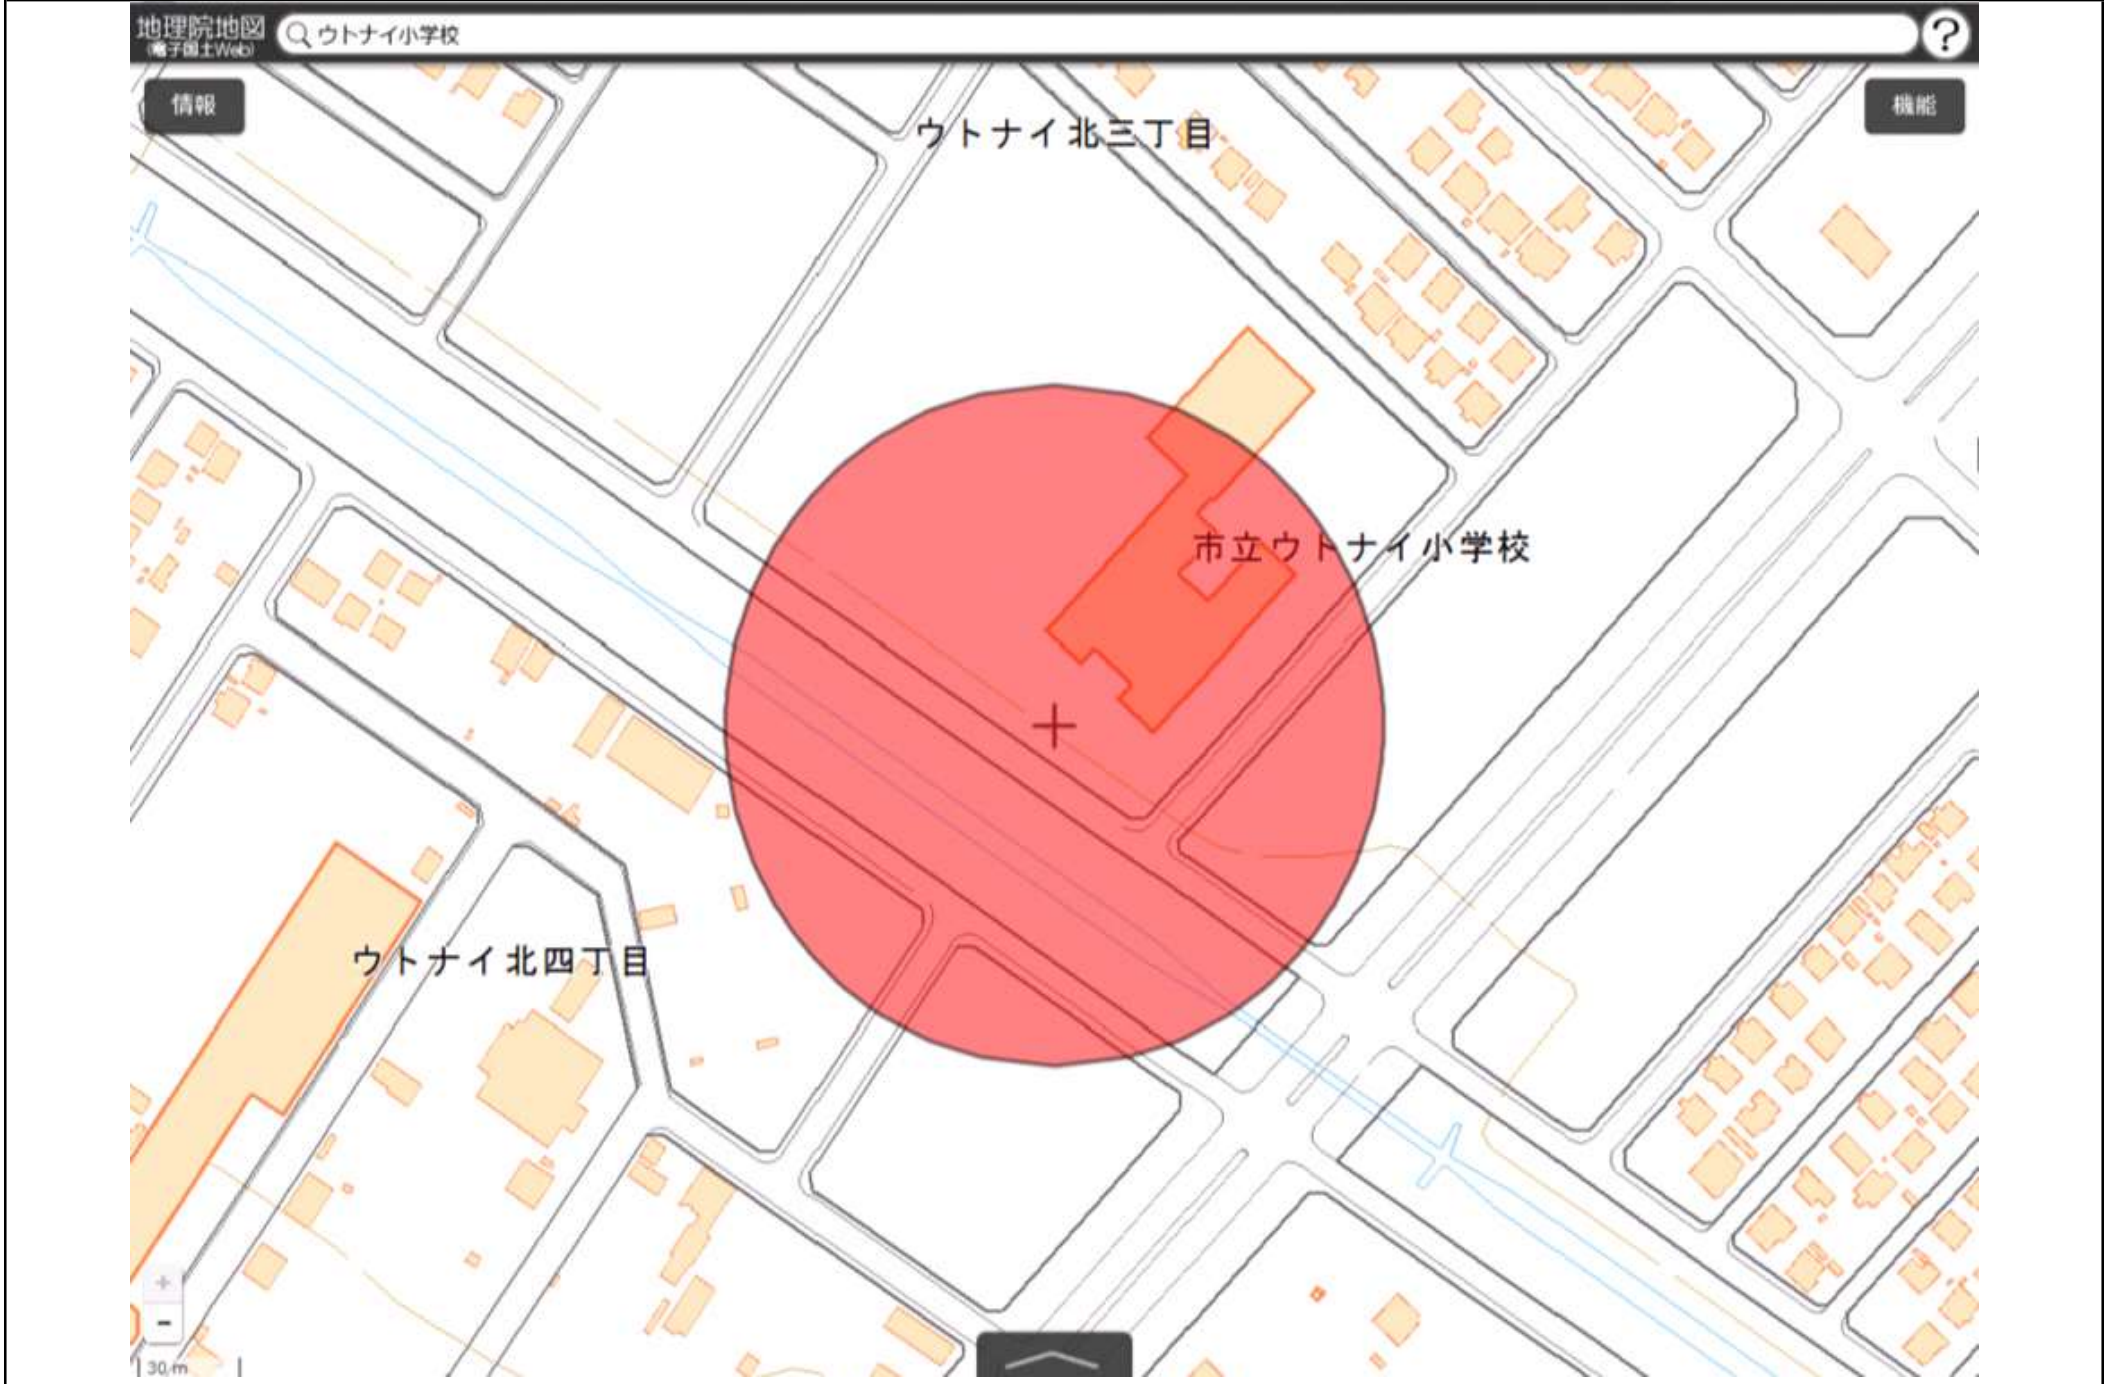 地理院地図
(電子国土Web)
ウトナイ小学校
?
情報
機能
ウトナイ北三丁目
市立ウトナイ小学校
ウトナイ北四丁目
+
-
30 m